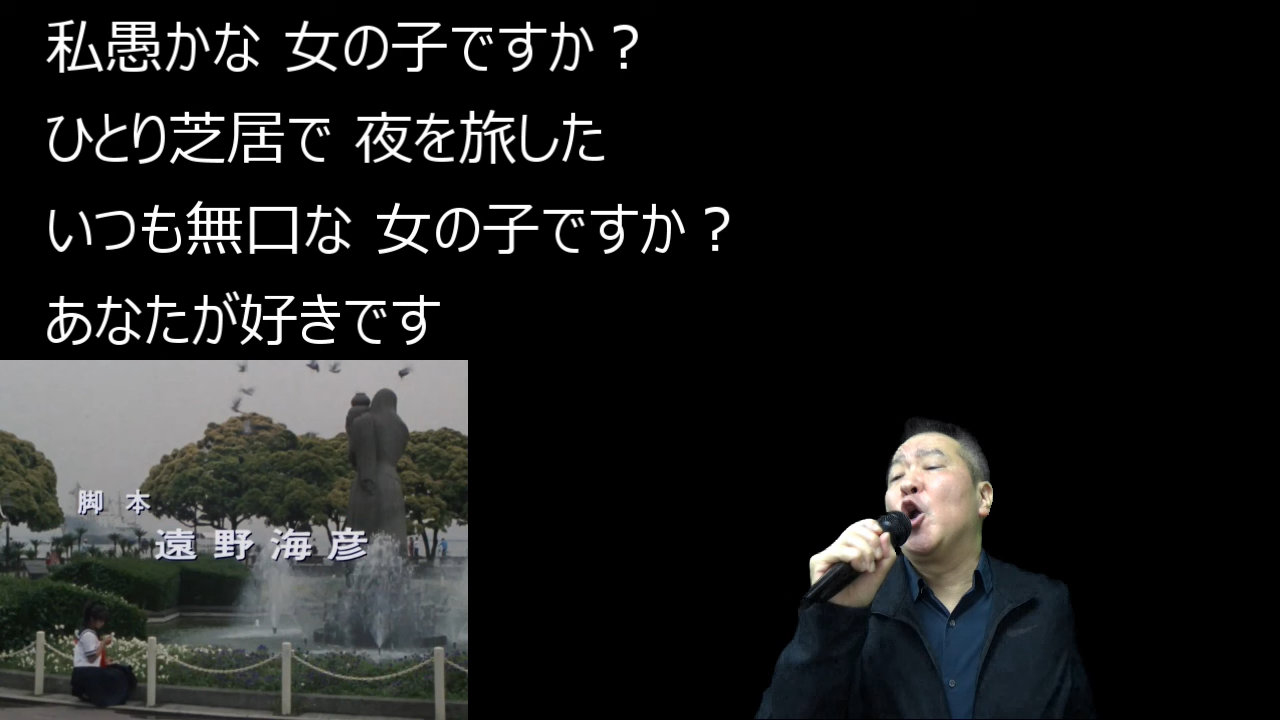 私愚かな 女の子ですか？
ひとり芝居で 夜を旅した
いつも無口な 女の子ですか？
あなたが好きです
脚本
遠野海彦